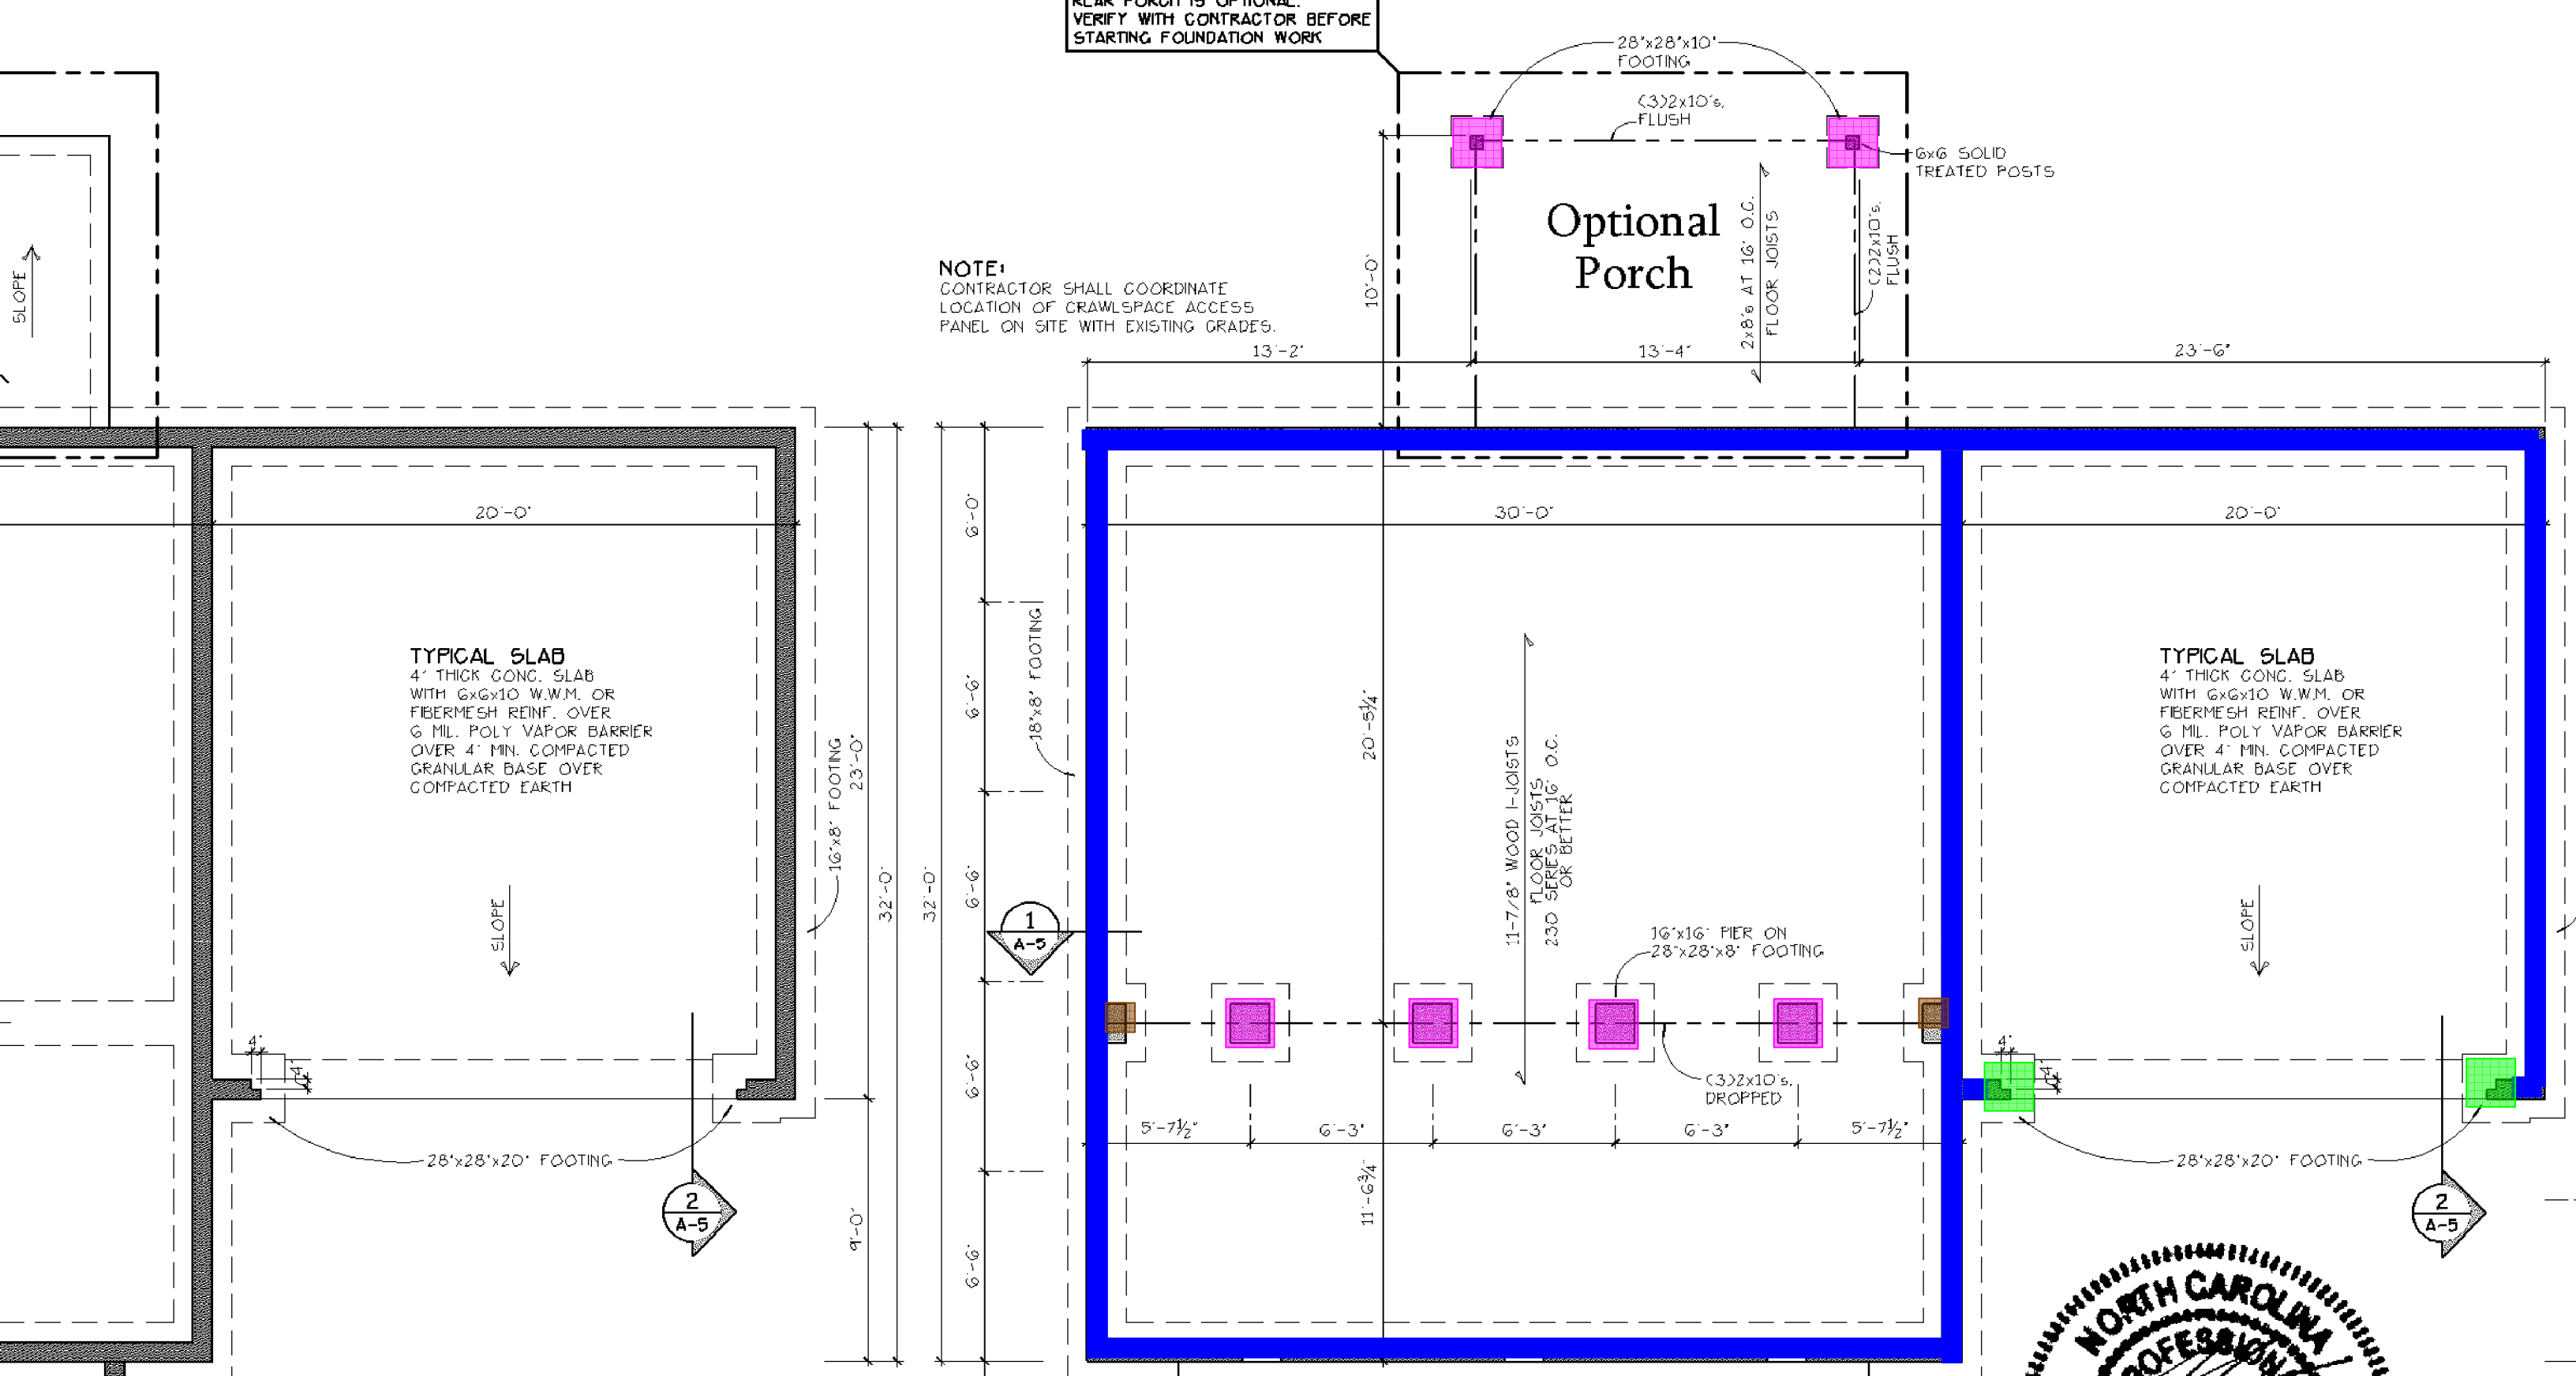 REAR PORCH IS OPTIONAL.
VERIFY WITH CONTRACTOR BEFORE
STARTING FOUNDATION WORK
28"x28"x10"
FOOTING
(3)2x10's,
FLUSH
6x6 SOLID
TREATED POSTS
Optional
Porch
2x8's AT 16" O.C.
FLOOR JOISTS
(2)2x10's,
FLUSH
10'-0"
SLOPE
NOTE:
CONTRACTOR SHALL COORDINATE
LOCATION OF CRAWLSPACE ACCESS
PANEL ON SITE WITH EXISTING GRADES.
13'-2"
13'-4"
23'-6"
20'-0"
TYPICAL SLAB
4" THICK CONC. SLAB
WITH 6x6x10 W.W.M. OR
FIBERMESH REINF. OVER
6 MIL. POLY VAPOR BARRIER
OVER 4" MIN. COMPACTED
GRANULAR BASE OVER
COMPACTED EARTH
SLOPE
16"x8" FOOTING
23'-0"
32'-0"
9'-0"
4"
4"
28"x28"x20" FOOTING
2
A-5
32'-0"
6'-0"
6'-6"
6'-6"
6'-6"
6'-6"
18"x8" FOOTING
1
A-5
30'-0"
20'-5¼"
11-7/8" WOOD I-JOISTS
FLOOR JOISTS
230 SERIES AT 16" O.C.
OR BETTER
16"x16" PIER ON
28"x28"x8" FOOTING
(3)2x10's,
DROPPED
5'-7½"
6'-3"
6'-3"
6'-3"
5'-7½"
11'-6¾"
20'-0"
TYPICAL SLAB
4" THICK CONC. SLAB
WITH 6x6x10 W.W.M. OR
FIBERMESH REINF. OVER
6 MIL. POLY VAPOR BARRIER
OVER 4" MIN. COMPACTED
GRANULAR BASE OVER
COMPACTED EARTH
SLOPE
4"
4"
28"x28"x20" FOOTING
2
A-5
NORTH CAROLINA